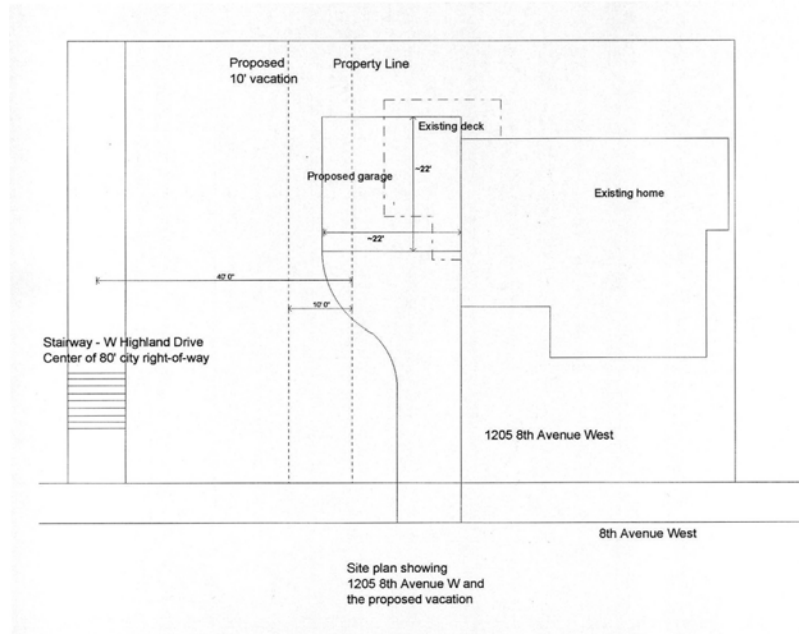 Proposed
10' vacation
Property Line
Existing deck
~22'
Proposed garage
Existing home
~22'
40'0"
10'0"
Stairway - W Highland Drive
Center of 80' city right-of-way
1205 8th Avenue West
8th Avenue West
Site plan showing
1205 8th Avenue W and
the proposed vacation